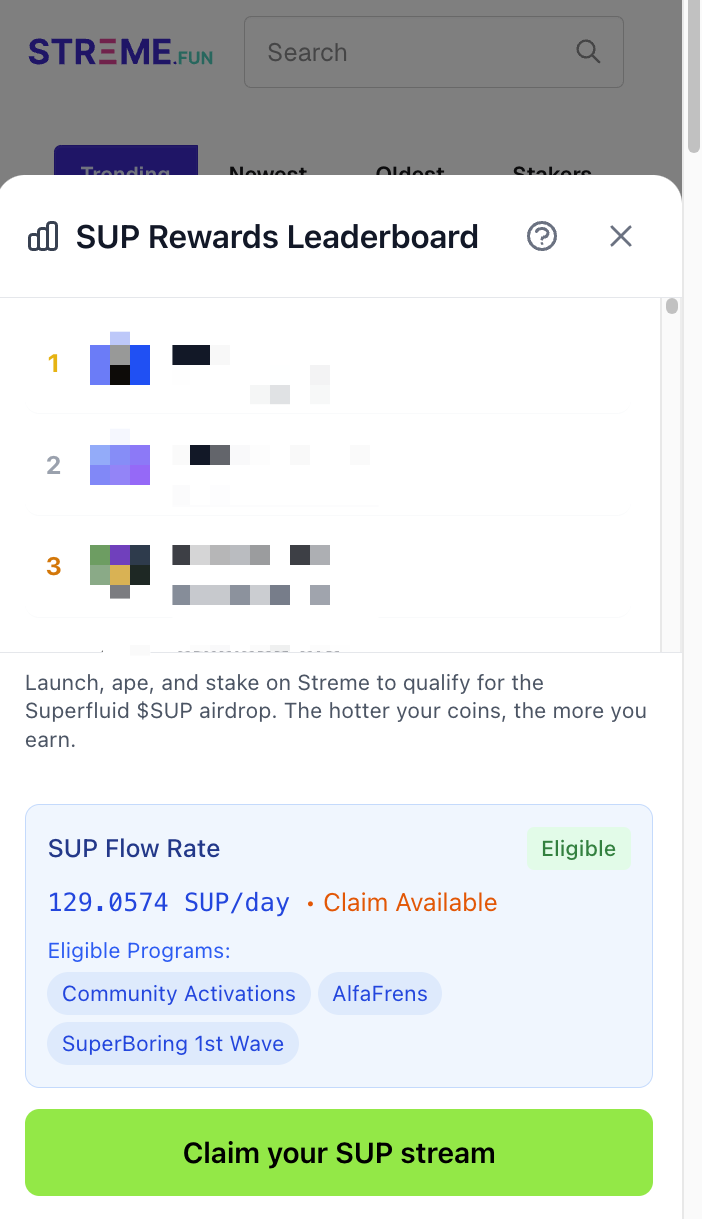 STREME.FUN
Search
Trending Newest Oldest Stakers
SUP Rewards Leaderboard
1
2
3
Launch, ape, and stake on Streme to qualify for the
Superfluid $SUP airdrop. The hotter your coins, the more you
earn.
SUP Flow Rate
Eligible
129.0574 SUP/day • Claim Available
Eligible Programs:
Community Activations
AlfaFrens
SuperBoring 1st Wave
Claim your SUP stream